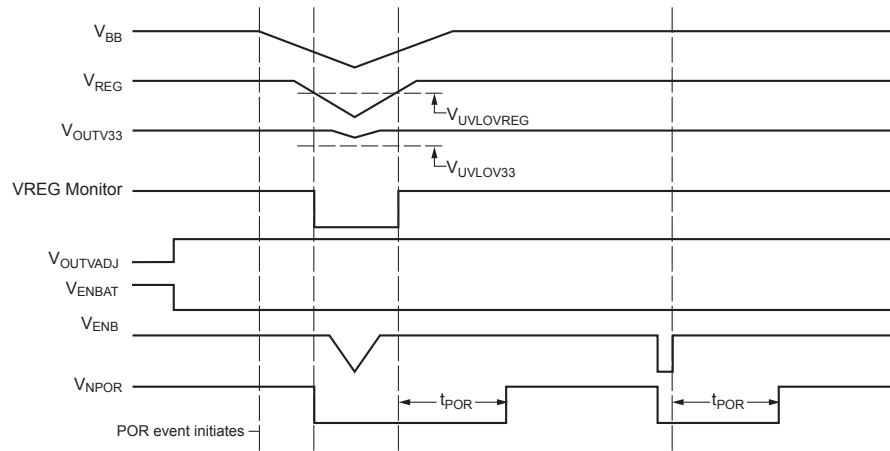 VBB
VREG
VUVLOVREG
VOUTV33
VUVLOV33
VREG Monitor
VOUTVADJ
VENBAT
VENB
VNPOR
tPOR
tPOR
POR event initiates